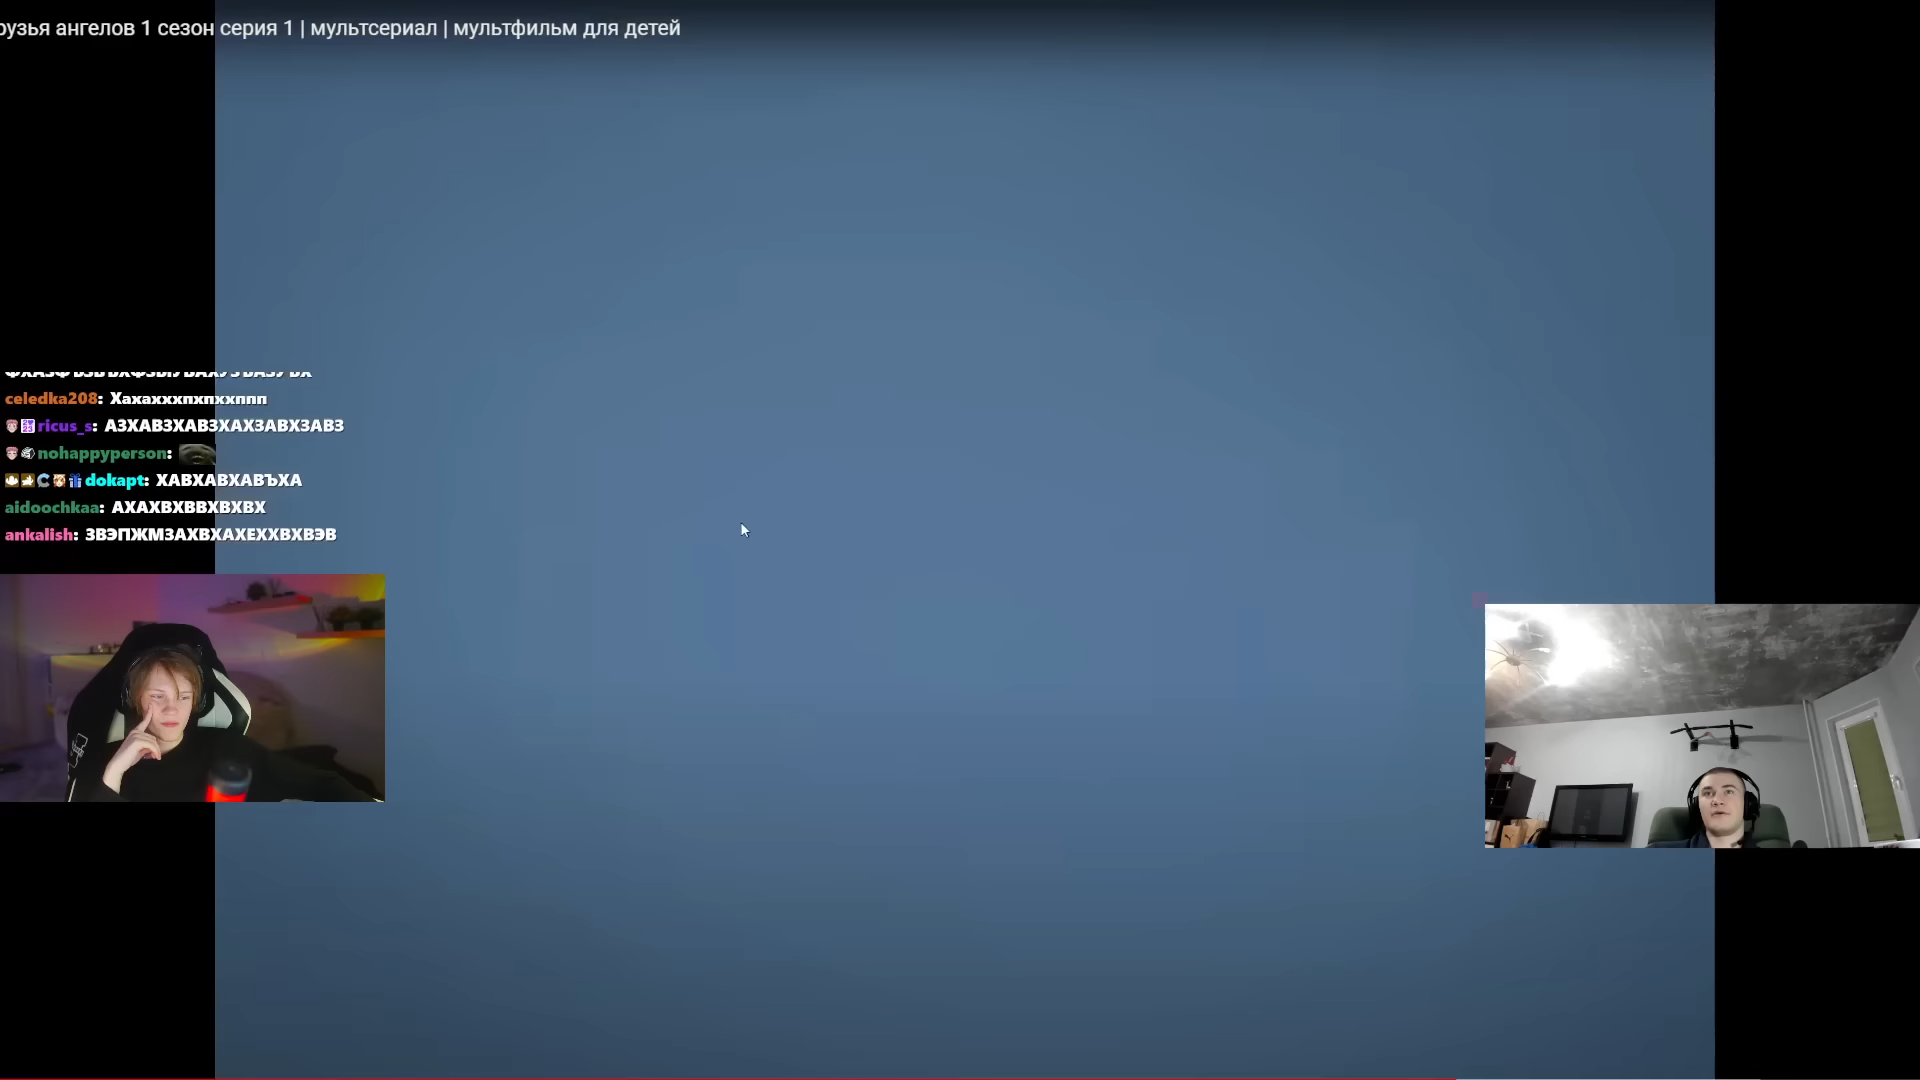 рузья ангелов 1 сезон серия 1 | мультсериал | мультфильм для детей
celedka208: Хахахххпхпххппп
ricus_s: АЗХАВЗХАВЗХАХЗАВХЗАВЗ
nohappyperson:
dokapt: ХАВХАВХАВЪХА
aidoochkaa: АХАХВХВВХВХВХ
ankalish: ЗВЭПЖМЗАХВХАХЕХХВХВЭВ